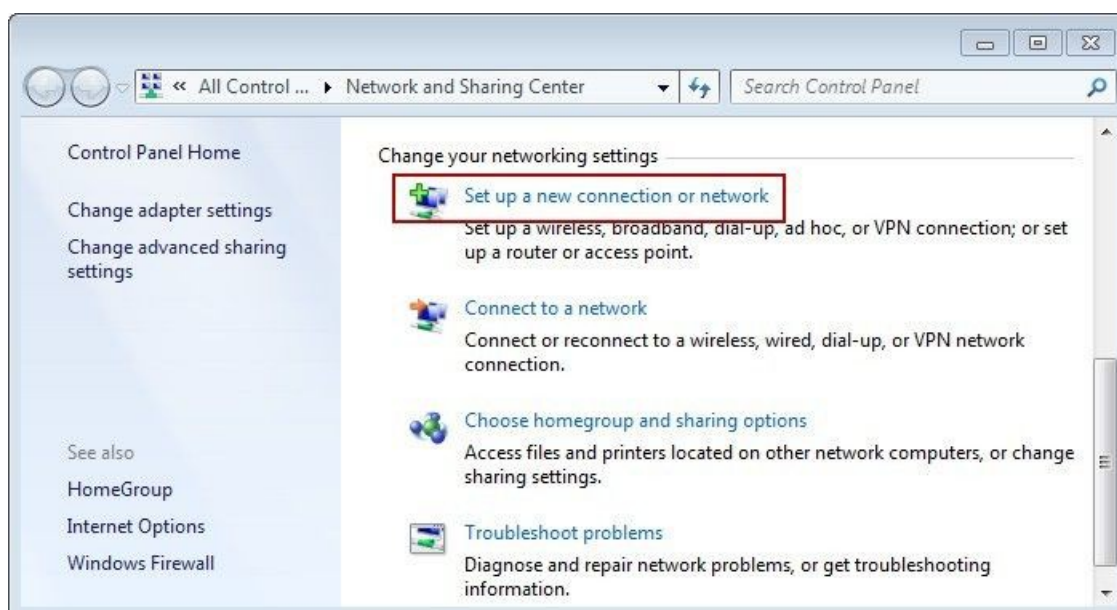 « All Control ... ▸ Network and Sharing Center
Search Control Panel
Control Panel Home
Change adapter settings
Change advanced sharing
settings
See also
HomeGroup
Internet Options
Windows Firewall
Change your networking settings
Set up a new connection or network
Set up a wireless, broadband, dial-up, ad hoc, or VPN connection; or set
up a router or access point.
Connect to a network
Connect or reconnect to a wireless, wired, dial-up, or VPN network
connection.
Choose homegroup and sharing options
Access files and printers located on other network computers, or change
sharing settings.
Troubleshoot problems
Diagnose and repair network problems, or get troubleshooting
information.